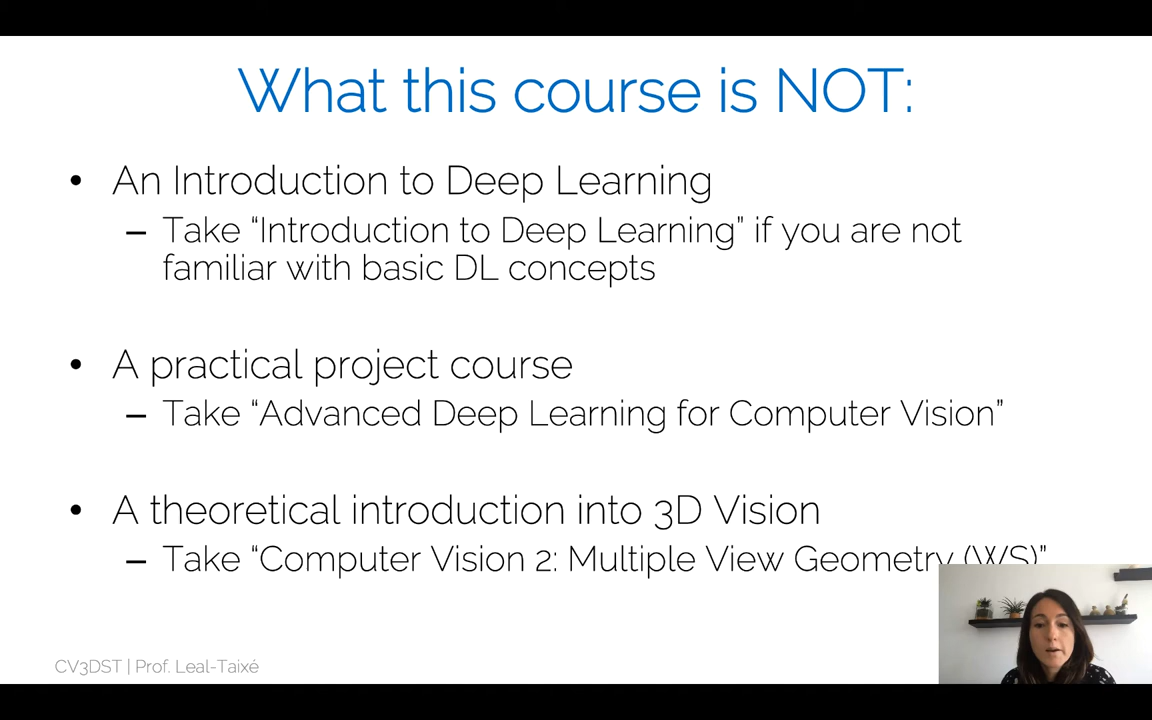 What this course is NOT:
• An Introduction to Deep Learning
– Take “Introduction to Deep Learning” if you are not
familiar with basic DL concepts
• A practical project course
– Take “Advanced Deep Learning for Computer Vision”
• A theoretical introduction into 3D Vision
– Take “Computer Vision 2: Multiple View Geometry (WS)”
CV3DST | Prof. Leal-Taixé